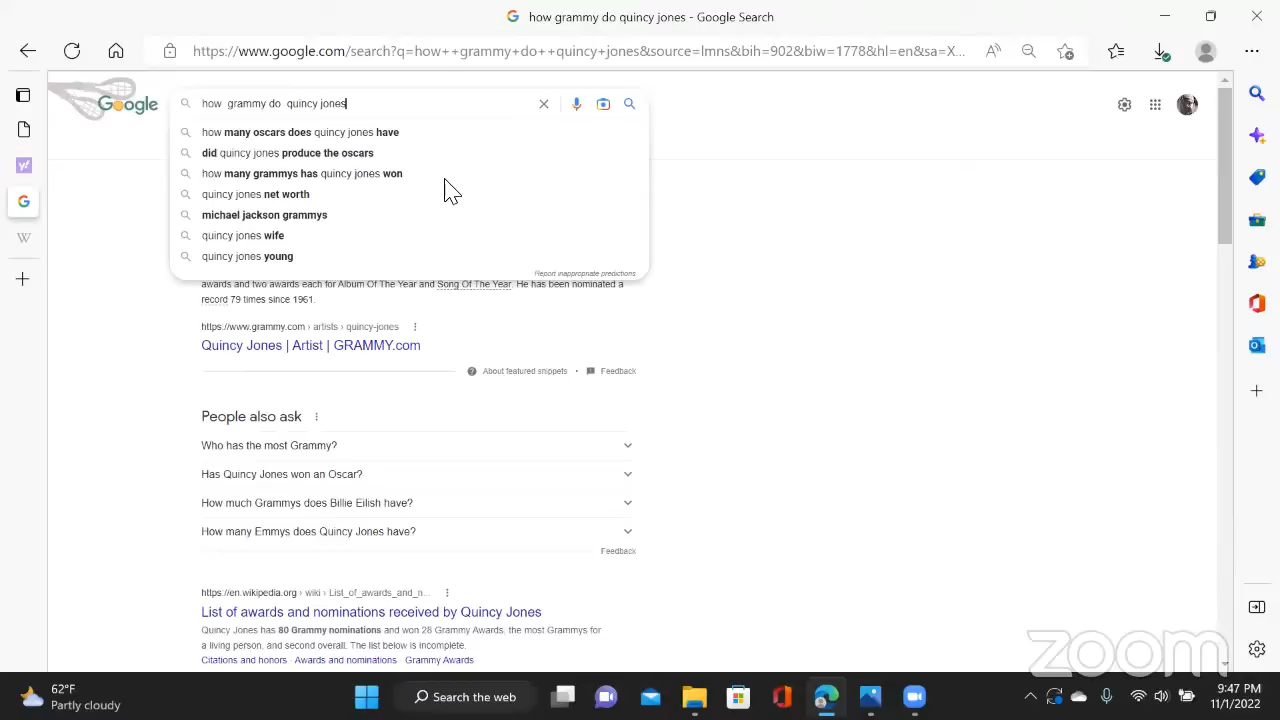 how grammy do quincy jones - Google Search
https://www.google.com/search?q=how++grammy+do++quincy+jones&source=lmns&bih=902&biw=1778&hl=en&sa=X...
Google
how  grammy do  quincy jones
how many oscars does quincy jones have
did quincy jones produce the oscars
how many grammys has quincy jones won
quincy jones net worth
michael jackson grammys
quincy jones wife
quincy jones young
Report inappropriate predictions
awards and two awards each for Album Of The Year and Song Of The Year. He has been nominated a
record 79 times since 1961.
https://www.grammy.com › artists › quincy-jones
Quincy Jones | Artist | GRAMMY.com
About featured snippets • Feedback
People also ask
Who has the most Grammy?
Has Quincy Jones won an Oscar?
How much Grammys does Billie Eilish have?
How many Emmys does Quincy Jones have?
Feedback
https://en.wikipedia.org › wiki › List_of_awards_and_n...
List of awards and nominations received by Quincy Jones
Quincy Jones has 80 Grammy nominations and won 28 Grammy Awards, the most Grammys for
a living person, and second overall. The list below is incomplete.
Citations and honors · Awards and nominations · Grammy Awards
zoom
62°F
Partly cloudy
Search the web
9:47 PM
11/1/2022